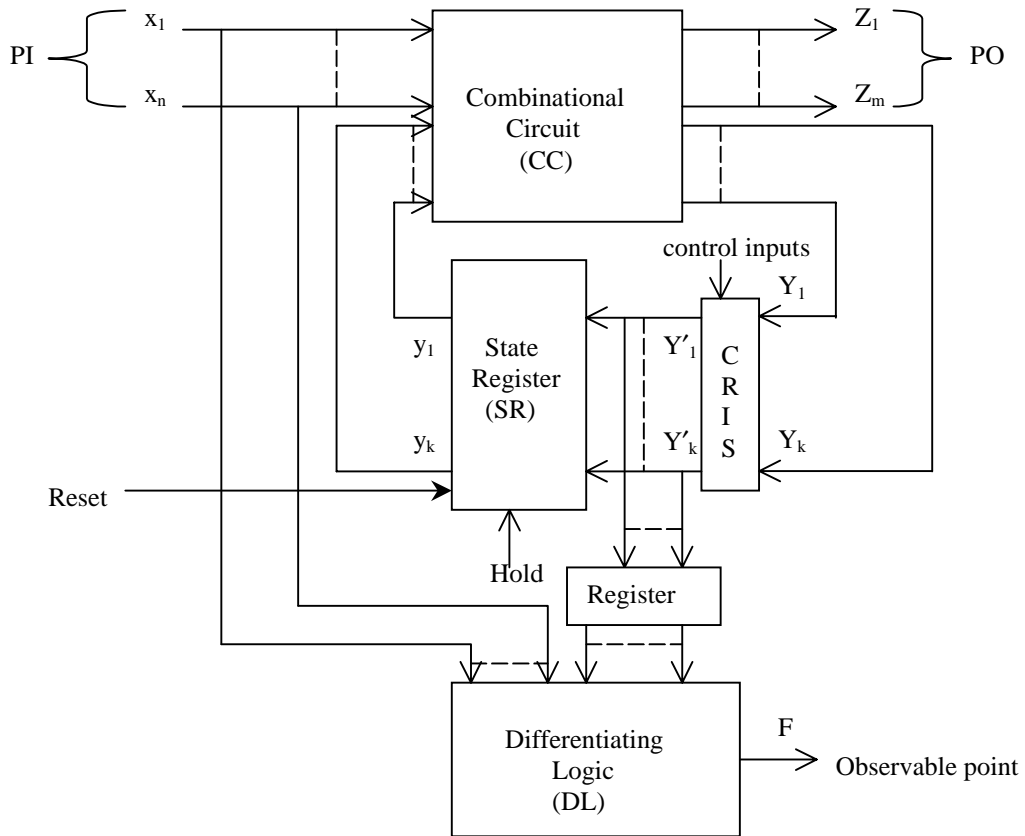 x1
xn
PI
Z1
Zm
PO
Combinational
Circuit
(CC)
control inputs
Y1
Yk
C
R
I
S
Y′1
Y′k
State
Register
(SR)
y1
yk
Reset
Hold
Register
Differentiating
Logic
(DL)
F
Observable point